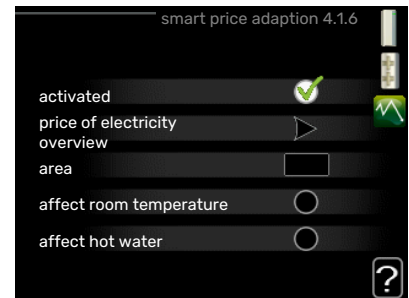 smart price adaption 4.1.6
activated
price of electricity
overview
area
affect room temperature
affect hot water
?